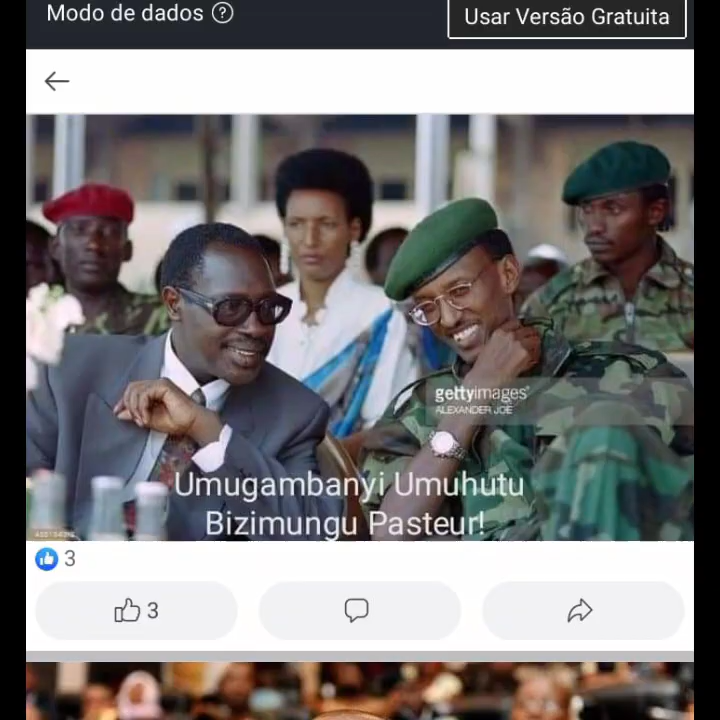 Modo de dados
Usar Versão Gratuita
gettyimages®
ALEXANDER JOE
Umugambanyi Umuhutu
Bizimungu Pasteur!
3
3